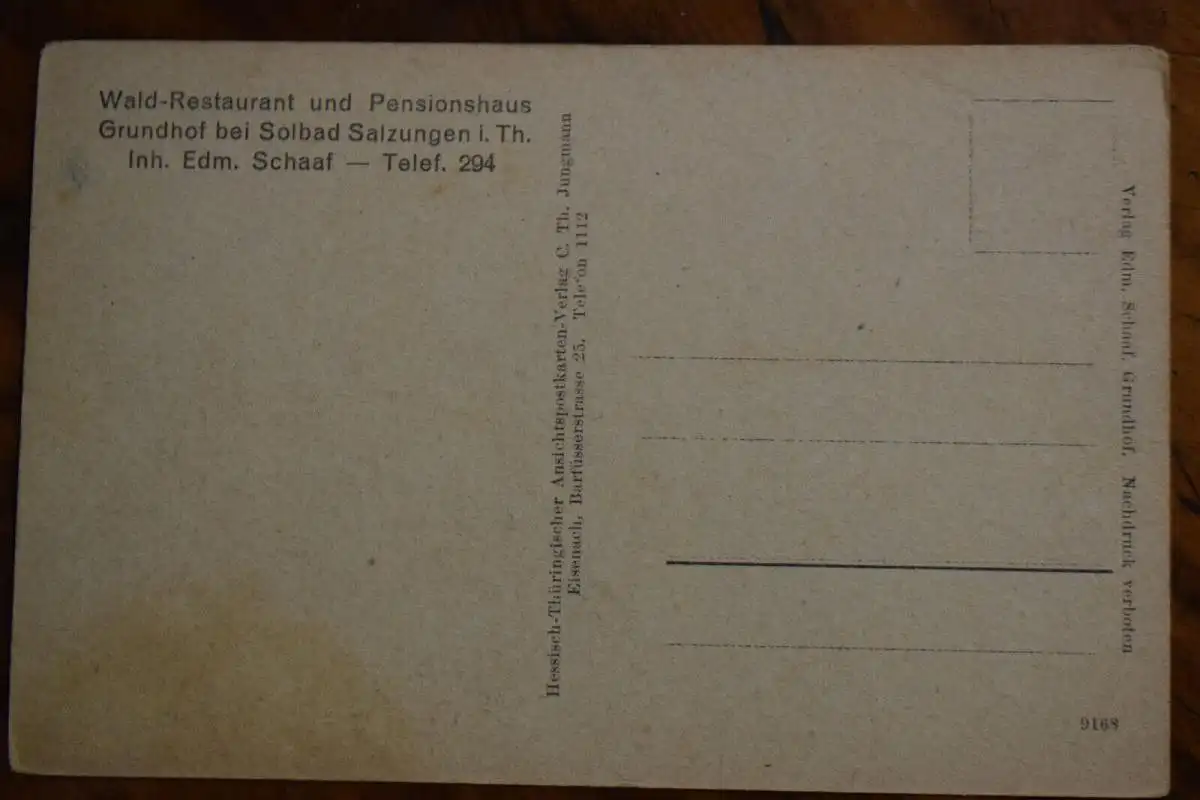 Wald-Restaurant und Pensionshaus
Grundhof bei Solbad Salzungen i. Th.
Inh. Edm. Schaaf — Telef. 294
Hessisch-Thüringischer Ansichtspostkarten-Verlag C. Th. Jungmann
Eisenach, Barfüsserstrasse 25. Telefon 1112
Verlag Edm. Schaaf, Grundhof. Nachdruck verboten
9168